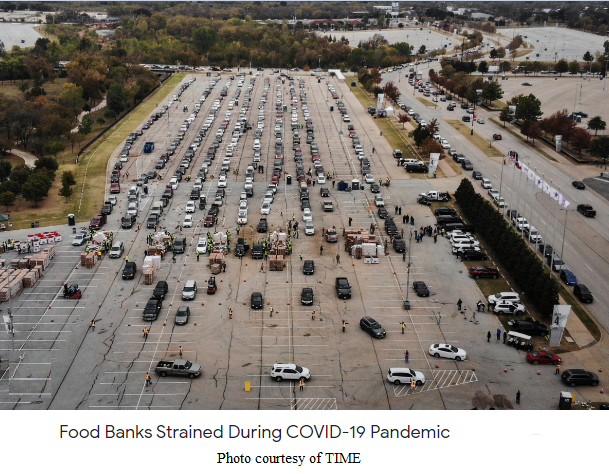 Food Banks Strained During COVID-19 Pandemic
Photo courtesy of TIME